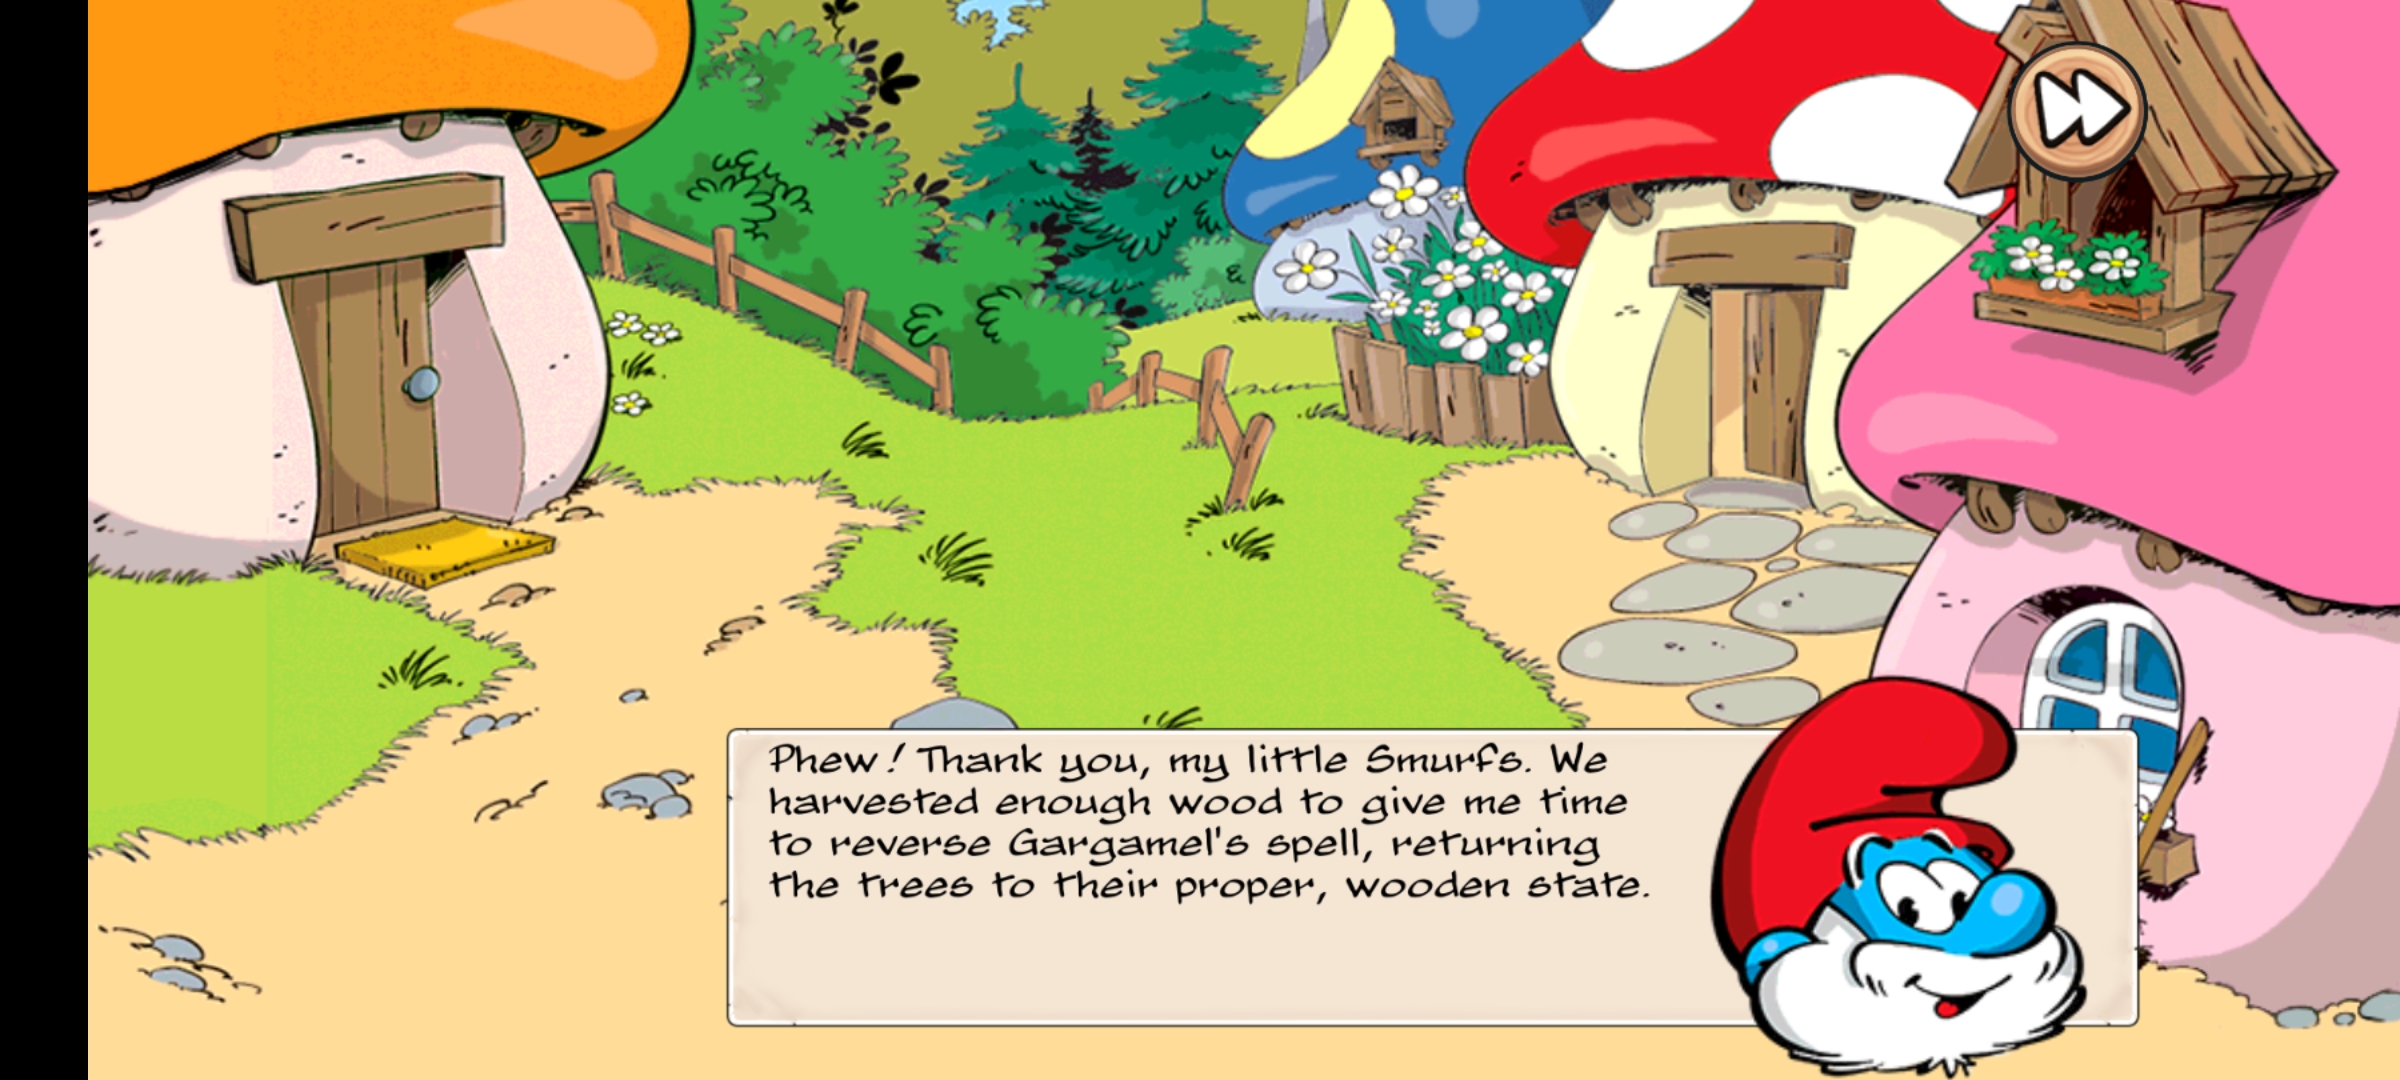 Phew! Thank you, my little Smurfs. We
harvested enough wood to give me time
to reverse Gargamel's spell, returning
the trees to their proper, wooden state.